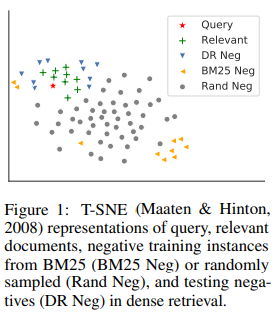 Query
Relevant
DR Neg
BM25 Neg
Rand Neg
Figure 1: T-SNE (Maaten & Hinton,
2008) representations of query, relevant
documents, negative training instances
from BM25 (BM25 Neg) or randomly
sampled (Rand Neg), and testing nega-
tives (DR Neg) in dense retrieval.